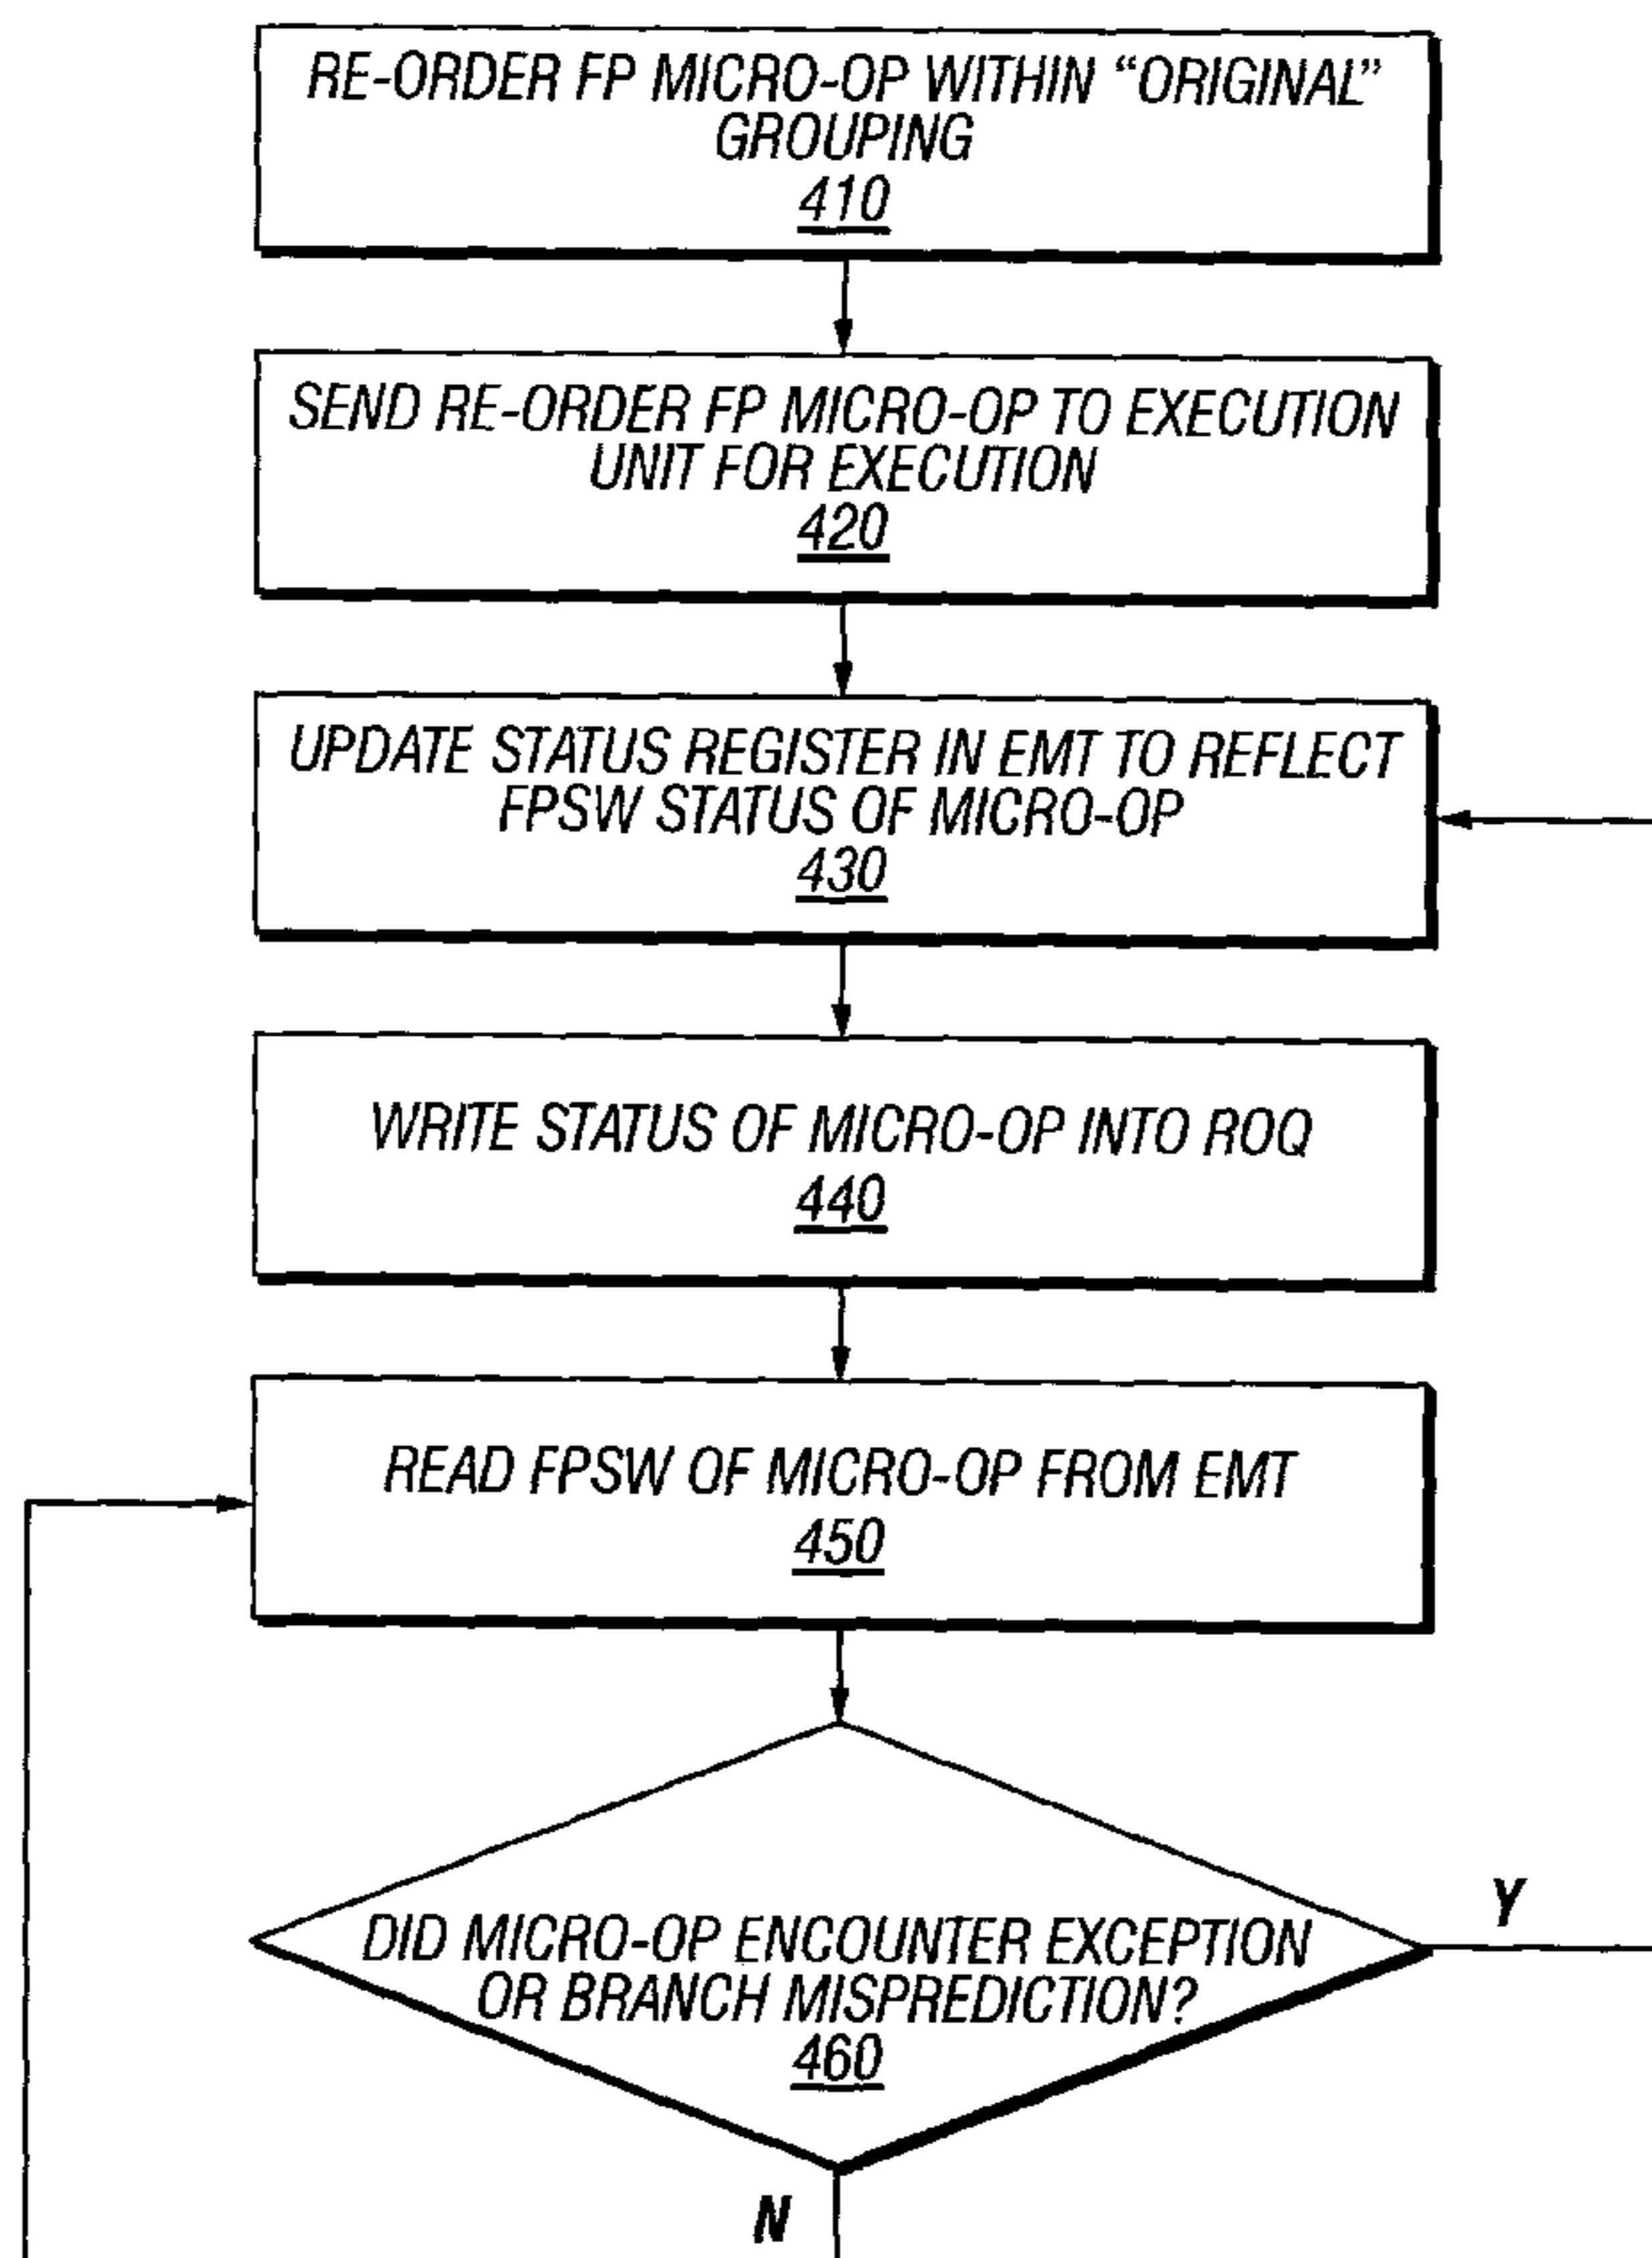 RE-ORDER FP MICRO-OP WITHIN “ORIGINAL”
GROUPING
410
SEND RE-ORDER FP MICRO-OP TO EXECUTION
UNIT FOR EXECUTION
420
UPDATE STATUS REGISTER IN EMT TO REFLECT
FPSW STATUS OF MICRO-OP
430
WRITE STATUS OF MICRO-OP INTO ROQ
440
READ FPSW OF MICRO-OP FROM EMT
450
Y
DID MICRO-OP ENCOUNTER EXCEPTION
OR BRANCH MISPREDICTION?
460
N